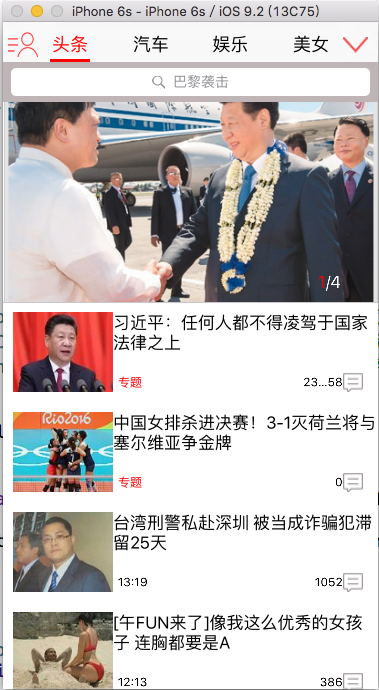 iPhone 6s - iPhone 6s / iOS 9.2 (13C75)
头条 汽车 娱乐 美女
巴黎袭击
1/4
习近平：任何人都不得凌驾于国家
法律之上
专题 23...58
中国女排杀进决赛！3-1灭荷兰将与
塞尔维亚争金牌
Rio2016
专题 0
台湾刑警私赴深圳 被当成诈骗犯滞
留25天
13:19 1052
[午FUN来了]像我这么优秀的女孩
子 连胸都要是A
12:13 386